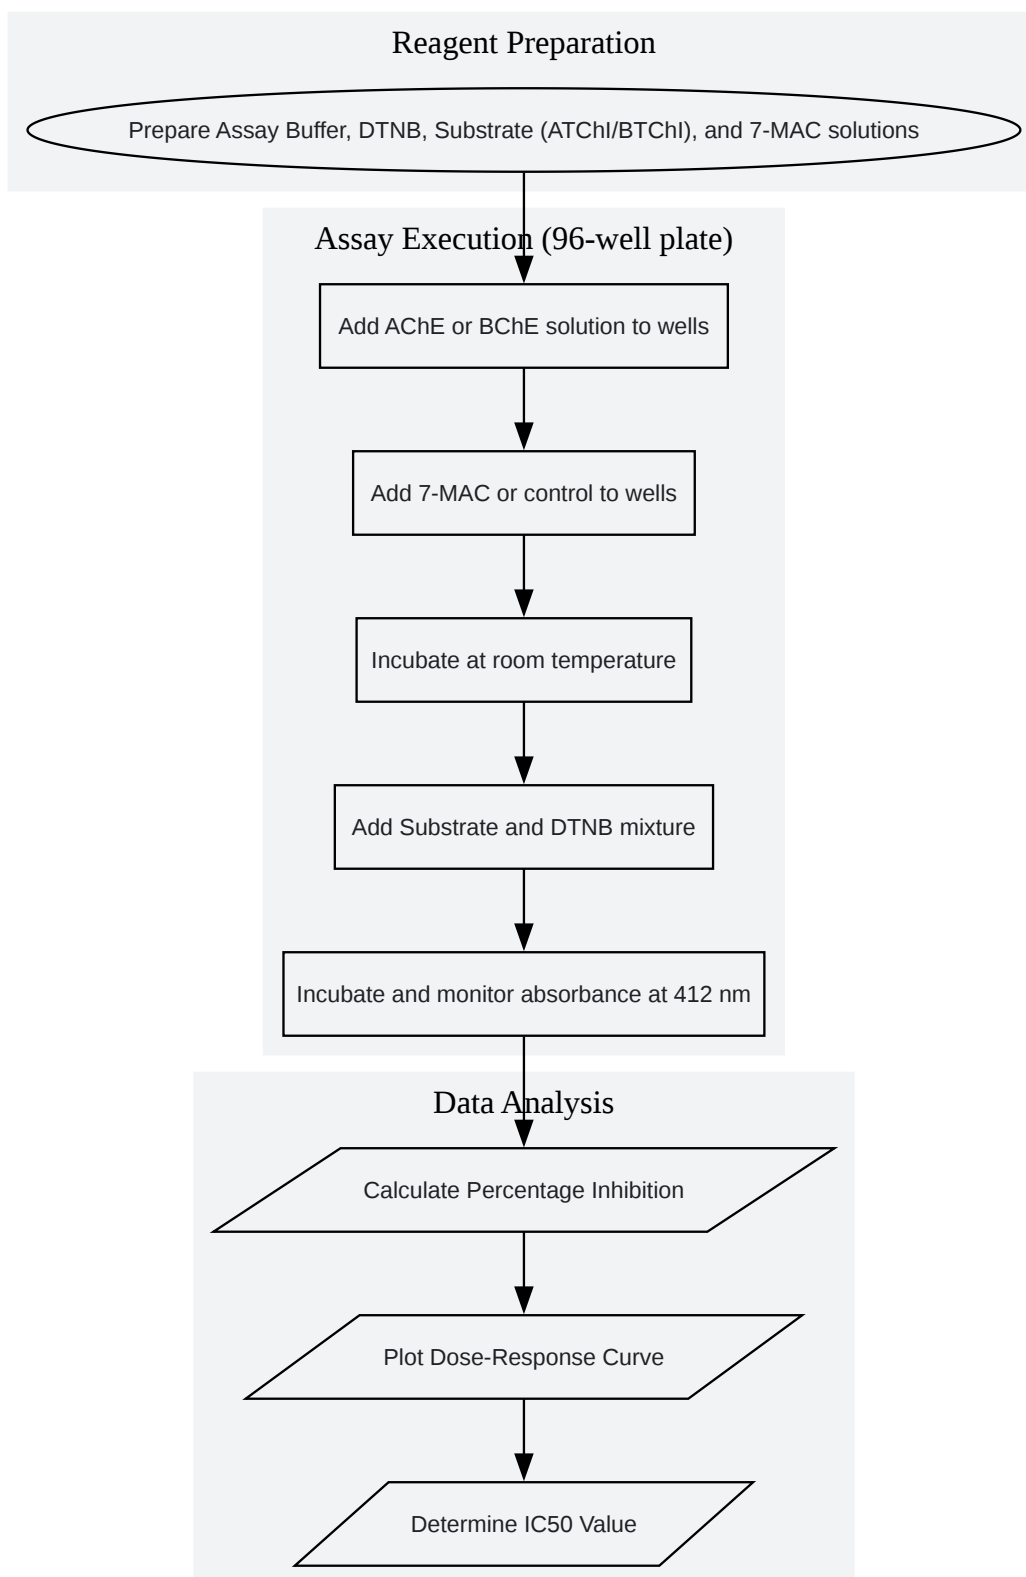 Reagent Preparation
Prepare Assay Buffer, DTNB, Substrate (ATChI/BTChI), and 7-MAC solutions
Assay Execution (96-well plate)
Add AChE or BChE solution to wells
Add 7-MAC or control to wells
Incubate at room temperature
Add Substrate and DTNB mixture
Incubate and monitor absorbance at 412 nm
Data Analysis
Calculate Percentage Inhibition
Plot Dose-Response Curve
Determine IC50 Value